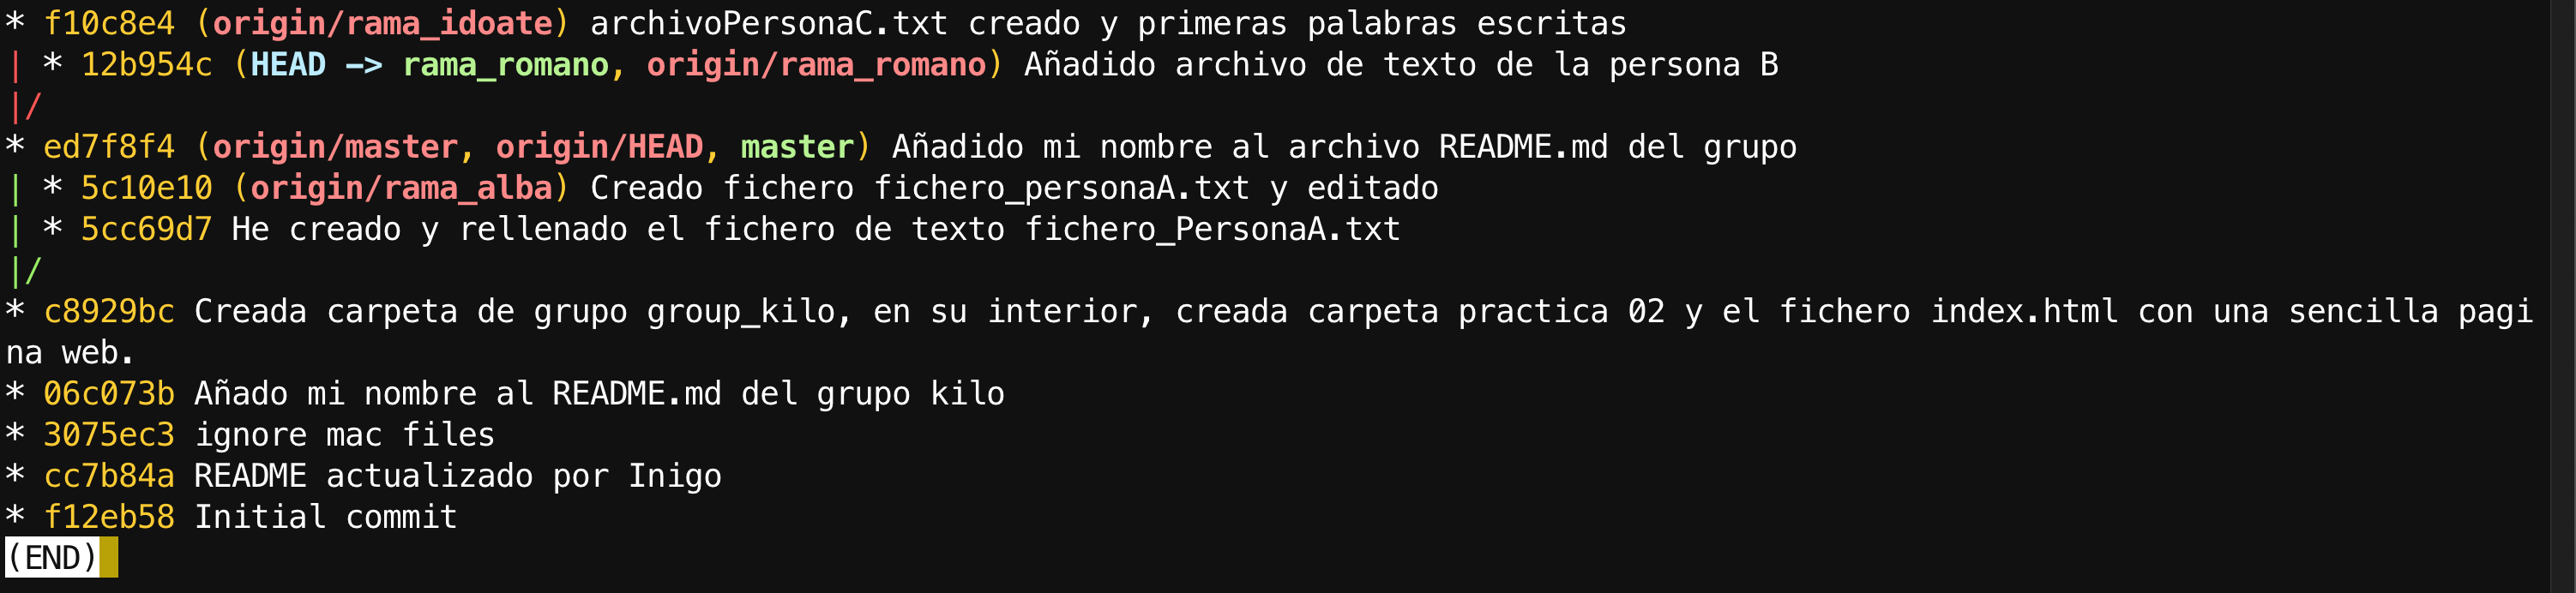 * f10c8e4 (origin/rama_idoate) archivoPersonaC.txt creado y primeras palabras escritas
| * 12b954c (HEAD -> rama_romano, origin/rama_romano) Añadido archivo de texto de la persona B
|/
* ed7f8f4 (origin/master, origin/HEAD, master) Añadido mi nombre al archivo README.md del grupo
| * 5c10e10 (origin/rama_alba) Creado fichero fichero_personaA.txt y editado
| * 5cc69d7 He creado y rellenado el fichero de texto fichero_PersonaA.txt
|/
* c8929bc Creada carpeta de grupo group_kilo, en su interior, creada carpeta practica 02 y el fichero index.html con una sencilla pagi
na web.
* 06c073b Añado mi nombre al README.md del grupo kilo
* 3075ec3 ignore mac files
* cc7b84a README actualizado por Inigo
* f12eb58 Initial commit
(END)